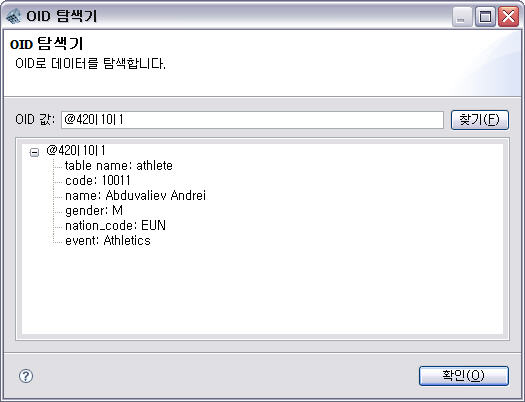 OID 탐색기
OID 탐색기
OID로 데이터를 탐색합니다.
OID 값: @420|10|1 찾기(F)
@420|10|1
table name: athlete
code: 10011
name: Abduvaliev Andrei
gender: M
nation_code: EUN
event: Athletics
확인(O)